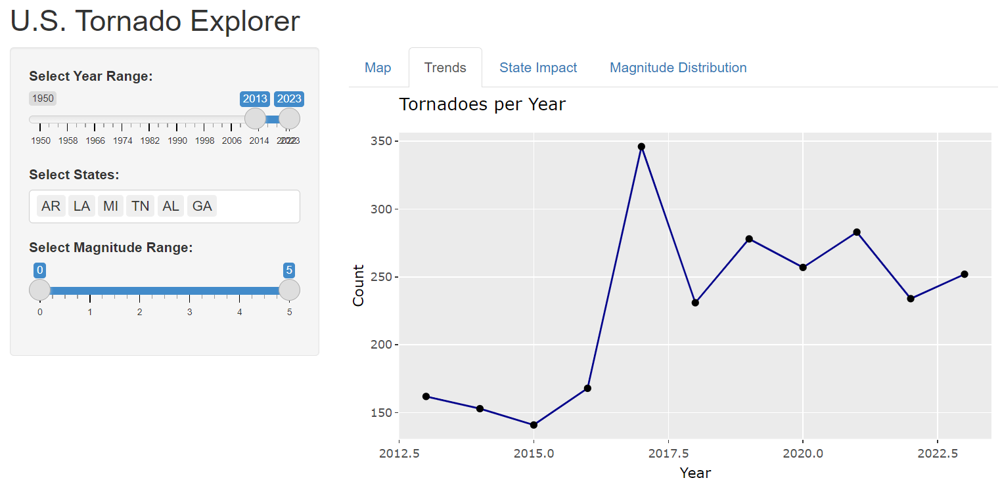 U.S. Tornado Explorer
Select Year Range:
1950 2013 2023
1950 1958 1966 1974 1982 1990 1998 2006 2014 2022 2023
Select States:
AR LA MI TN AL GA
Select Magnitude Range:
0 5
0 1 2 3 4 5
Map Trends State Impact Magnitude Distribution
Tornadoes per Year
350
300
250
200
150
Count
2012.5 2015.0 2017.5 2020.0 2022.5
Year